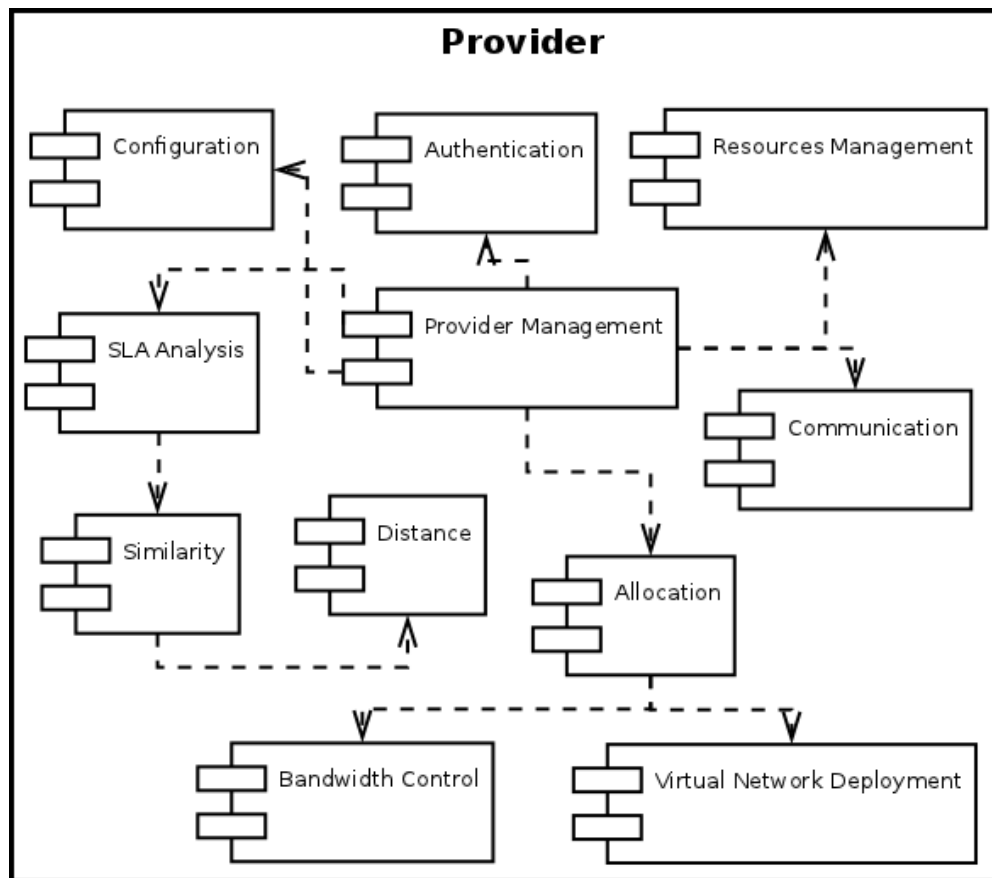 Provider
Configuration
Authentication
Resources Management
Provider Management
SLA Analysis
Communication
Similarity
Distance
Allocation
Bandwidth Control
Virtual Network Deployment